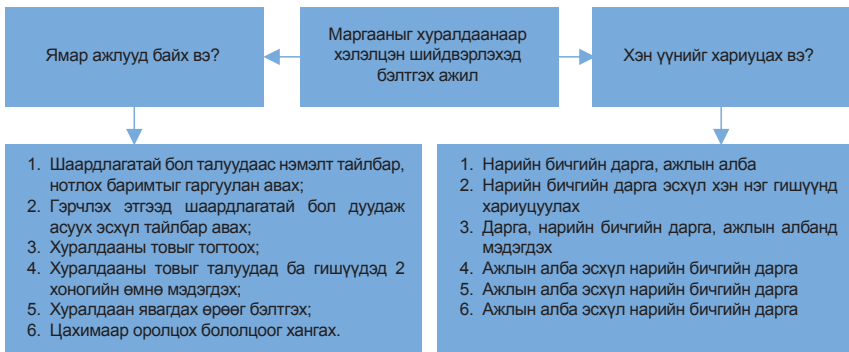 Ямар ажлууд байх вэ?
Маргааныг хуралдаанаар
хэлэлцэн шийдвэрлэхэд
бэлтгэх ажил
Хэн үүнийг хариуцах вэ?
1. Шаардлагатай бол талуудаас нэмэлт тайлбар,
нотлох баримтыг гаргуулан авах;
2. Гэрчлэх этгээд шаардлагатай бол дуудаж
асуух эсхүл тайлбар авах;
3. Хуралдааны товыг тогтоох;
4. Хуралдааны товыг талуудад ба гишүүдэд 2
хоногийн өмнө мэдэгдэх;
5. Хуралдаан явагдах өрөөг бэлтгэх;
6. Цахимаар оролцох бололцоог хангах.
1. Нарийн бичгийн дарга, ажлын алба
2. Нарийн бичгийн дарга эсхүл хэн нэг гишүүнд
хариуцуулах
3. Дарга, нарийн бичгийн дарга, ажлын албанд
мэдэгдэх
4. Ажлын алба эсхүл нарийн бичгийн дарга
5. Ажлын алба эсхүл нарийн бичгийн дарга
6. Ажлын алба эсхүл нарийн бичгийн дарга